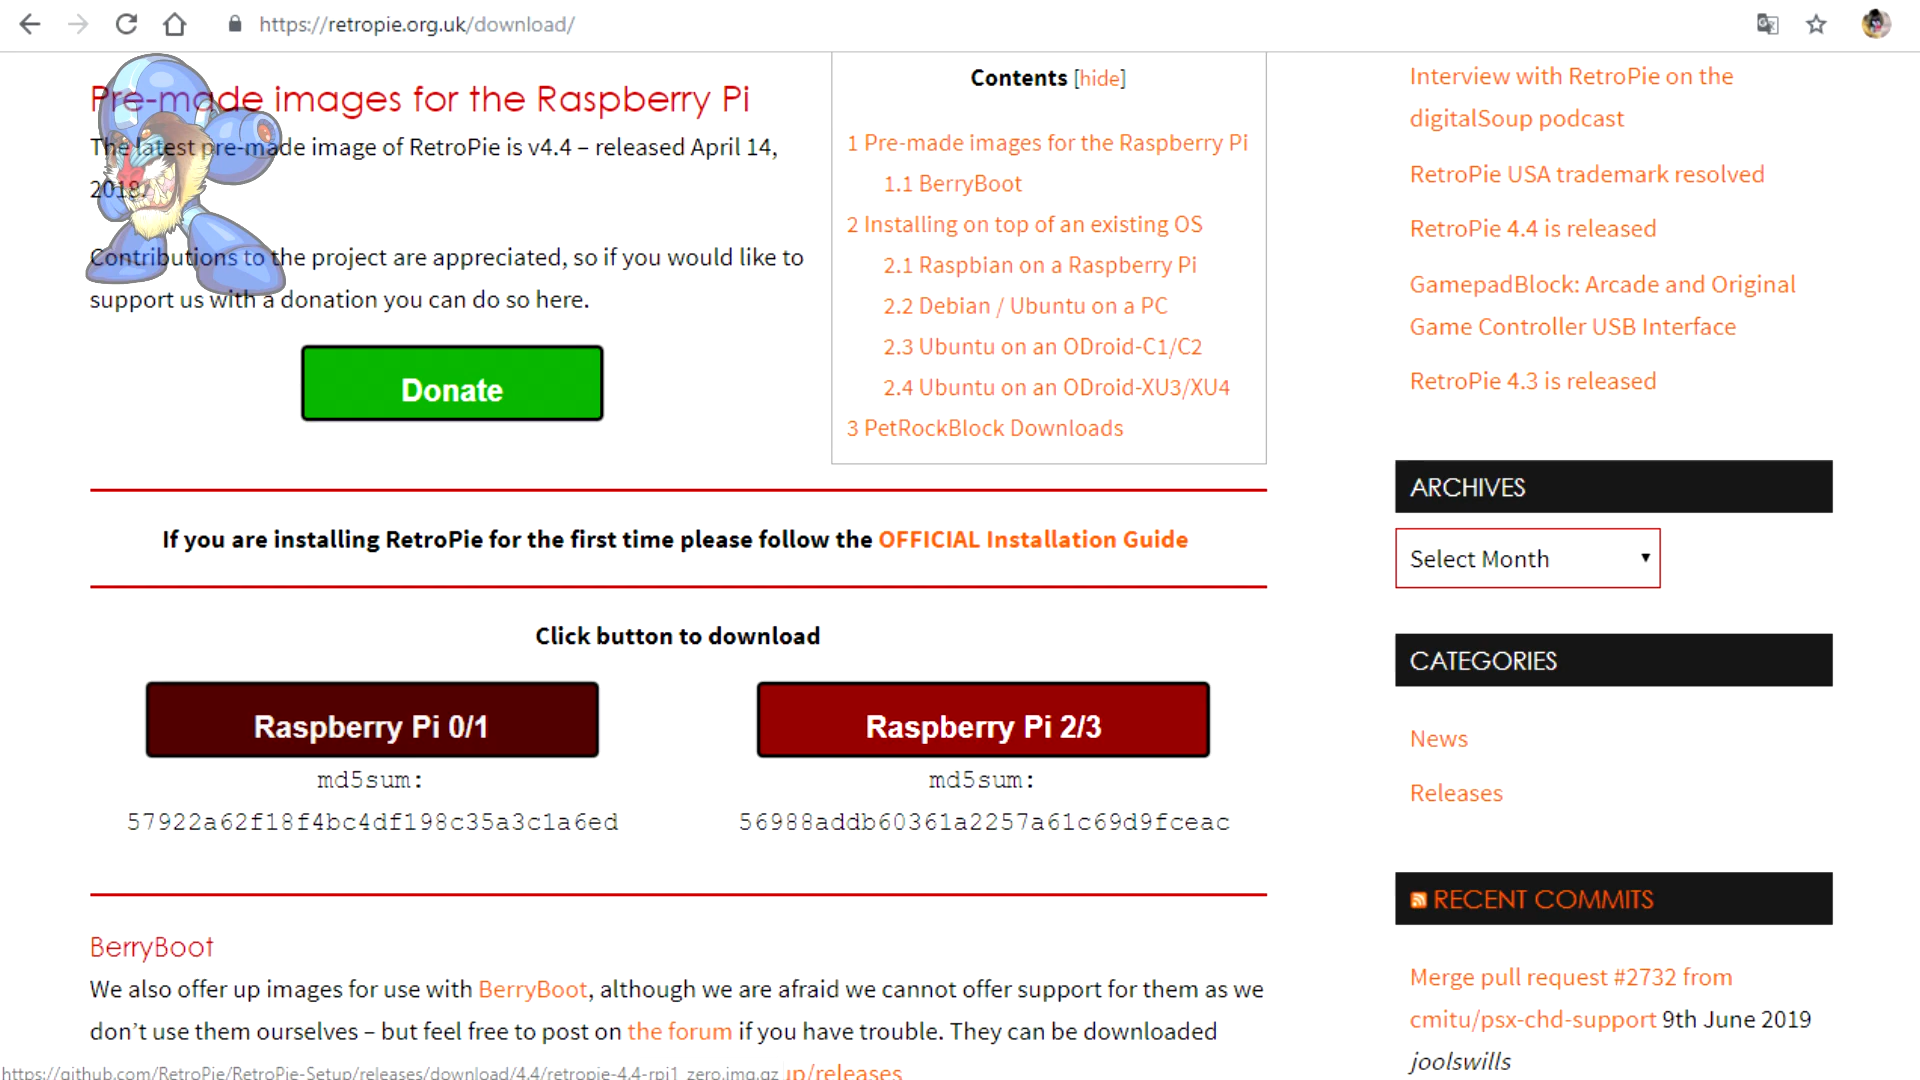 https://retropie.org.uk/download/
Pre-made images for the Raspberry Pi
The latest pre-made image of RetroPie is v4.4 – released April 14,
2018.
Contributions to the project are appreciated, so if you would like to
support us with a donation you can do so here.
Donate
Contents [hide]
1 Pre-made images for the Raspberry Pi
1.1 BerryBoot
2 Installing on top of an existing OS
2.1 Raspbian on a Raspberry Pi
2.2 Debian / Ubuntu on a PC
2.3 Ubuntu on an ODroid-C1/C2
2.4 Ubuntu on an ODroid-XU3/XU4
3 PetRockBlock Downloads
If you are installing RetroPie for the first time please follow the OFFICIAL Installation Guide
Click button to download
Raspberry Pi 0/1
md5sum:
57922a62f18f4bc4df198c35a3c1a6ed
Raspberry Pi 2/3
md5sum:
56988addb60361a2257a61c69d9fceac
BerryBoot
We also offer up images for use with BerryBoot, although we are afraid we cannot offer support for them as we
don’t use them ourselves – but feel free to post on the forum if you have trouble. They can be downloaded
up/releases
https://github.com/RetroPie/RetroPie-Setup/releases/download/4.4/retropie-4.4-rpi1_zero.img.gz
Interview with RetroPie on the
digitalSoup podcast
RetroPie USA trademark resolved
RetroPie 4.4 is released
GamepadBlock: Arcade and Original
Game Controller USB Interface
RetroPie 4.3 is released
ARCHIVES
Select Month
CATEGORIES
News
Releases
RECENT COMMITS
Merge pull request #2732 from
cmitu/psx-chd-support 9th June 2019
joolswills